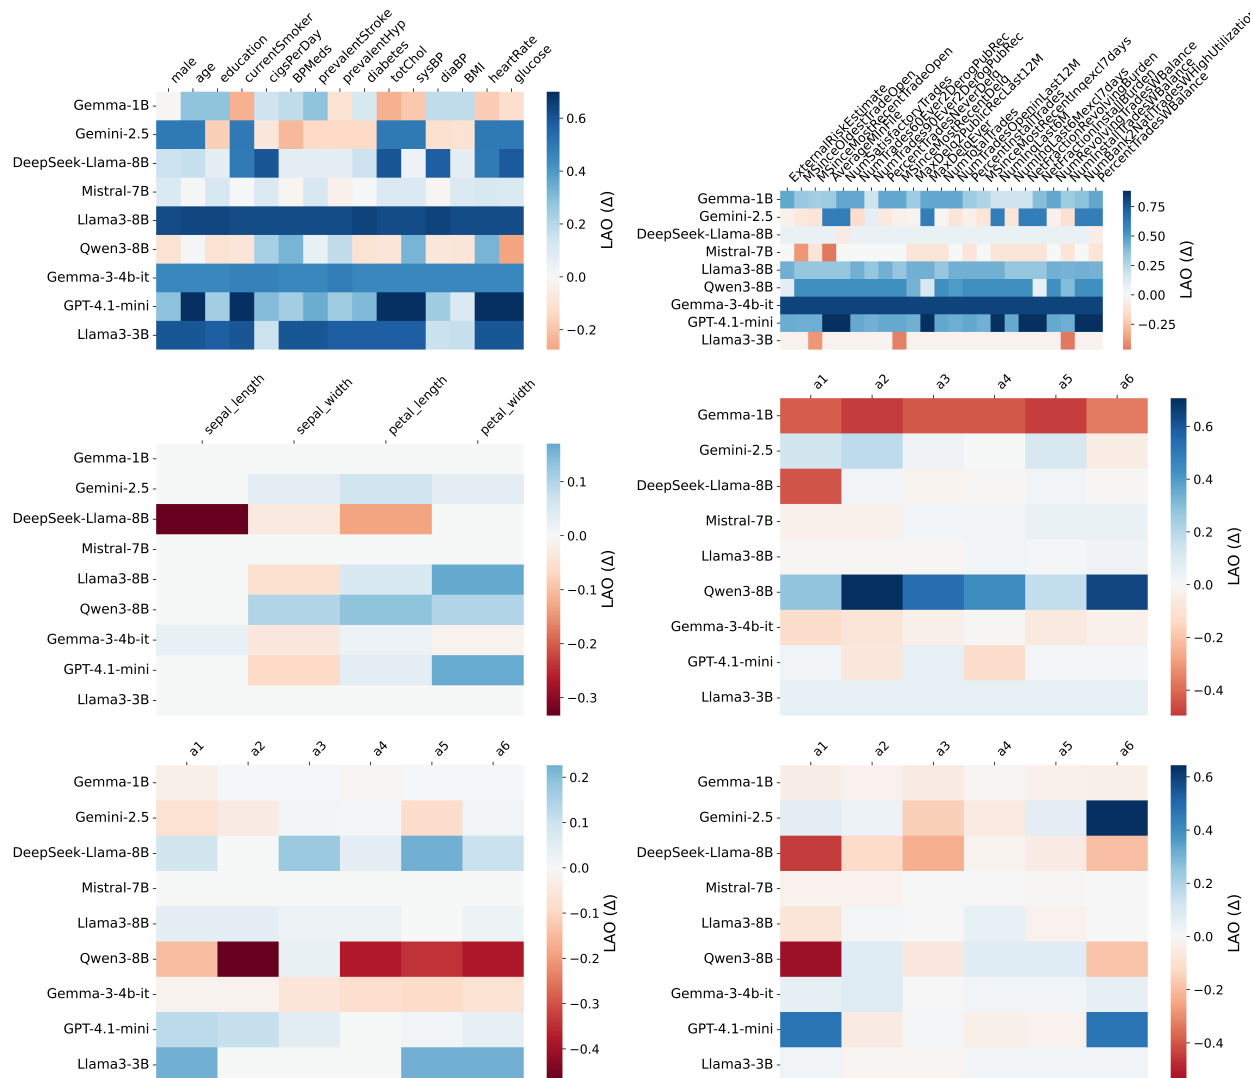 male
age
education
currentSmoker
cigsPerDay
BPMeds
prevalentStroke
prevalentHyp
diabetes
totChol
sysBP
diaBP
BMI
heartRate
glucose
Gemma-1B
Gemini-2.5
DeepSeek-Llama-8B
Mistral-7B
Llama3-8B
Qwen3-8B
Gemma-3-4b-it
GPT-4.1-mini
Llama3-3B
0.6
0.4
0.2
0.0
−0.2
LAO (Δ)
ExternalRiskEstimate
MSinceOldestTradeOpen
PercentTradesWBalance
Gemma-1B
Gemini-2.5
DeepSeek-Llama-8B
Mistral-7B
Llama3-8B
Qwen3-8B
Gemma-3-4b-it
GPT-4.1-mini
Llama3-3B
0.75
0.50
0.25
0.00
−0.25
LAO (Δ)
sepal_length
sepal_width
petal_length
petal_width
Gemma-1B
Gemini-2.5
DeepSeek-Llama-8B
Mistral-7B
Llama3-8B
Qwen3-8B
Gemma-3-4b-it
GPT-4.1-mini
Llama3-3B
0.1
0.0
−0.1
−0.2
−0.3
LAO (Δ)
a1 a2 a3 a4 a5 a6
Gemma-1B
Gemini-2.5
DeepSeek-Llama-8B
Mistral-7B
Llama3-8B
Qwen3-8B
Gemma-3-4b-it
GPT-4.1-mini
Llama3-3B
0.6
0.4
0.2
0.0
−0.2
−0.4
LAO (Δ)
a1 a2 a3 a4 a5 a6
Gemma-1B
Gemini-2.5
DeepSeek-Llama-8B
Mistral-7B
Llama3-8B
Qwen3-8B
Gemma-3-4b-it
GPT-4.1-mini
Llama3-3B
0.2
0.1
0.0
−0.1
−0.2
−0.3
−0.4
LAO (Δ)
a1 a2 a3 a4 a5 a6
Gemma-1B
Gemini-2.5
DeepSeek-Llama-8B
Mistral-7B
Llama3-8B
Qwen3-8B
Gemma-3-4b-it
GPT-4.1-mini
Llama3-3B
0.6
0.4
0.2
0.0
−0.2
−0.4
LAO (Δ)